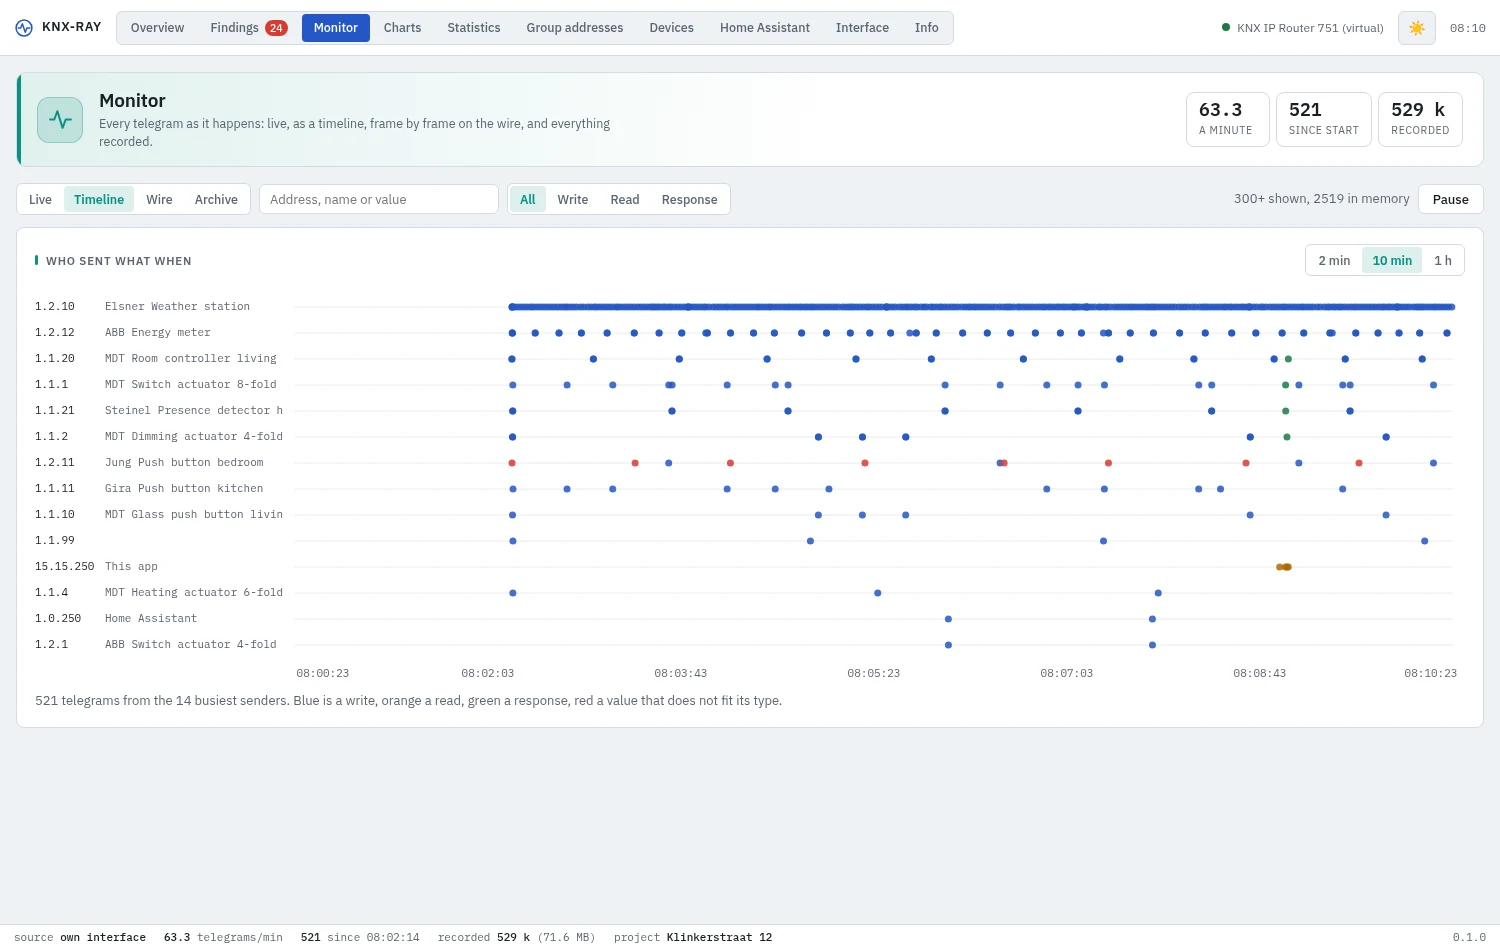 KNX-RAY
Overview
Findings 24
Monitor
Charts
Statistics
Group addresses
Devices
Home Assistant
Interface
Info
KNX IP Router 751 (virtual)
08:10
Monitor
Every telegram as it happens: live, as a timeline, frame by frame on the wire, and everything
recorded.
63.3
A MINUTE
521
SINCE START
529 k
RECORDED
Live
Timeline
Wire
Archive
Address, name or value
All
Write
Read
Response
300+ shown, 2519 in memory
Pause
WHO SENT WHAT WHEN
2 min
10 min
1 h
1.2.10 Elsner Weather station
1.2.12 ABB Energy meter
1.1.20 MDT Room controller living
1.1.1 MDT Switch actuator 8-fold
1.1.21 Steinel Presence detector h
1.1.2 MDT Dimming actuator 4-fold
1.2.11 Jung Push button bedroom
1.1.11 Gira Push button kitchen
1.1.10 MDT Glass push button livin
1.1.99
15.15.250 This app
1.1.4 MDT Heating actuator 6-fold
1.0.250 Home Assistant
1.2.1 ABB Switch actuator 4-fold
08:00:23 08:02:03 08:03:43 08:05:23 08:07:03 08:08:43 08:10:23
521 telegrams from the 14 busiest senders. Blue is a write, orange a read, green a response, red a value that does not fit its type.
source own interface 63.3 telegrams/min 521 since 08:02:14 recorded 529 k (71.6 MB) project Klinkerstraat 12
0.1.0